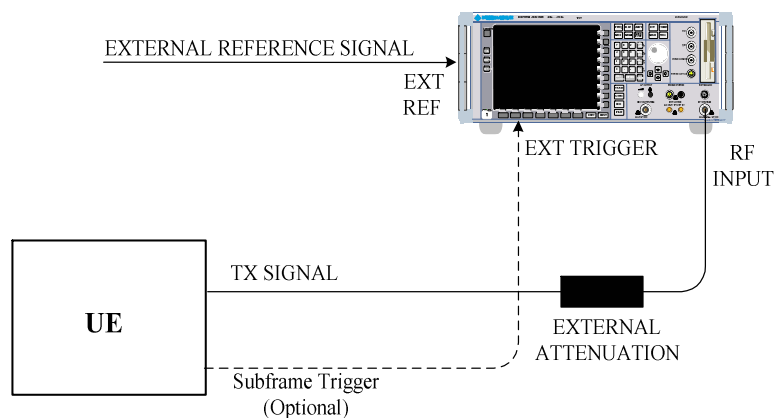 EXTERNAL REFERENCE SIGNAL
EXT
REF
EXT TRIGGER
RF
INPUT
TX SIGNAL
UE
EXTERNAL
ATTENUATION
Subframe Trigger
(Optional)